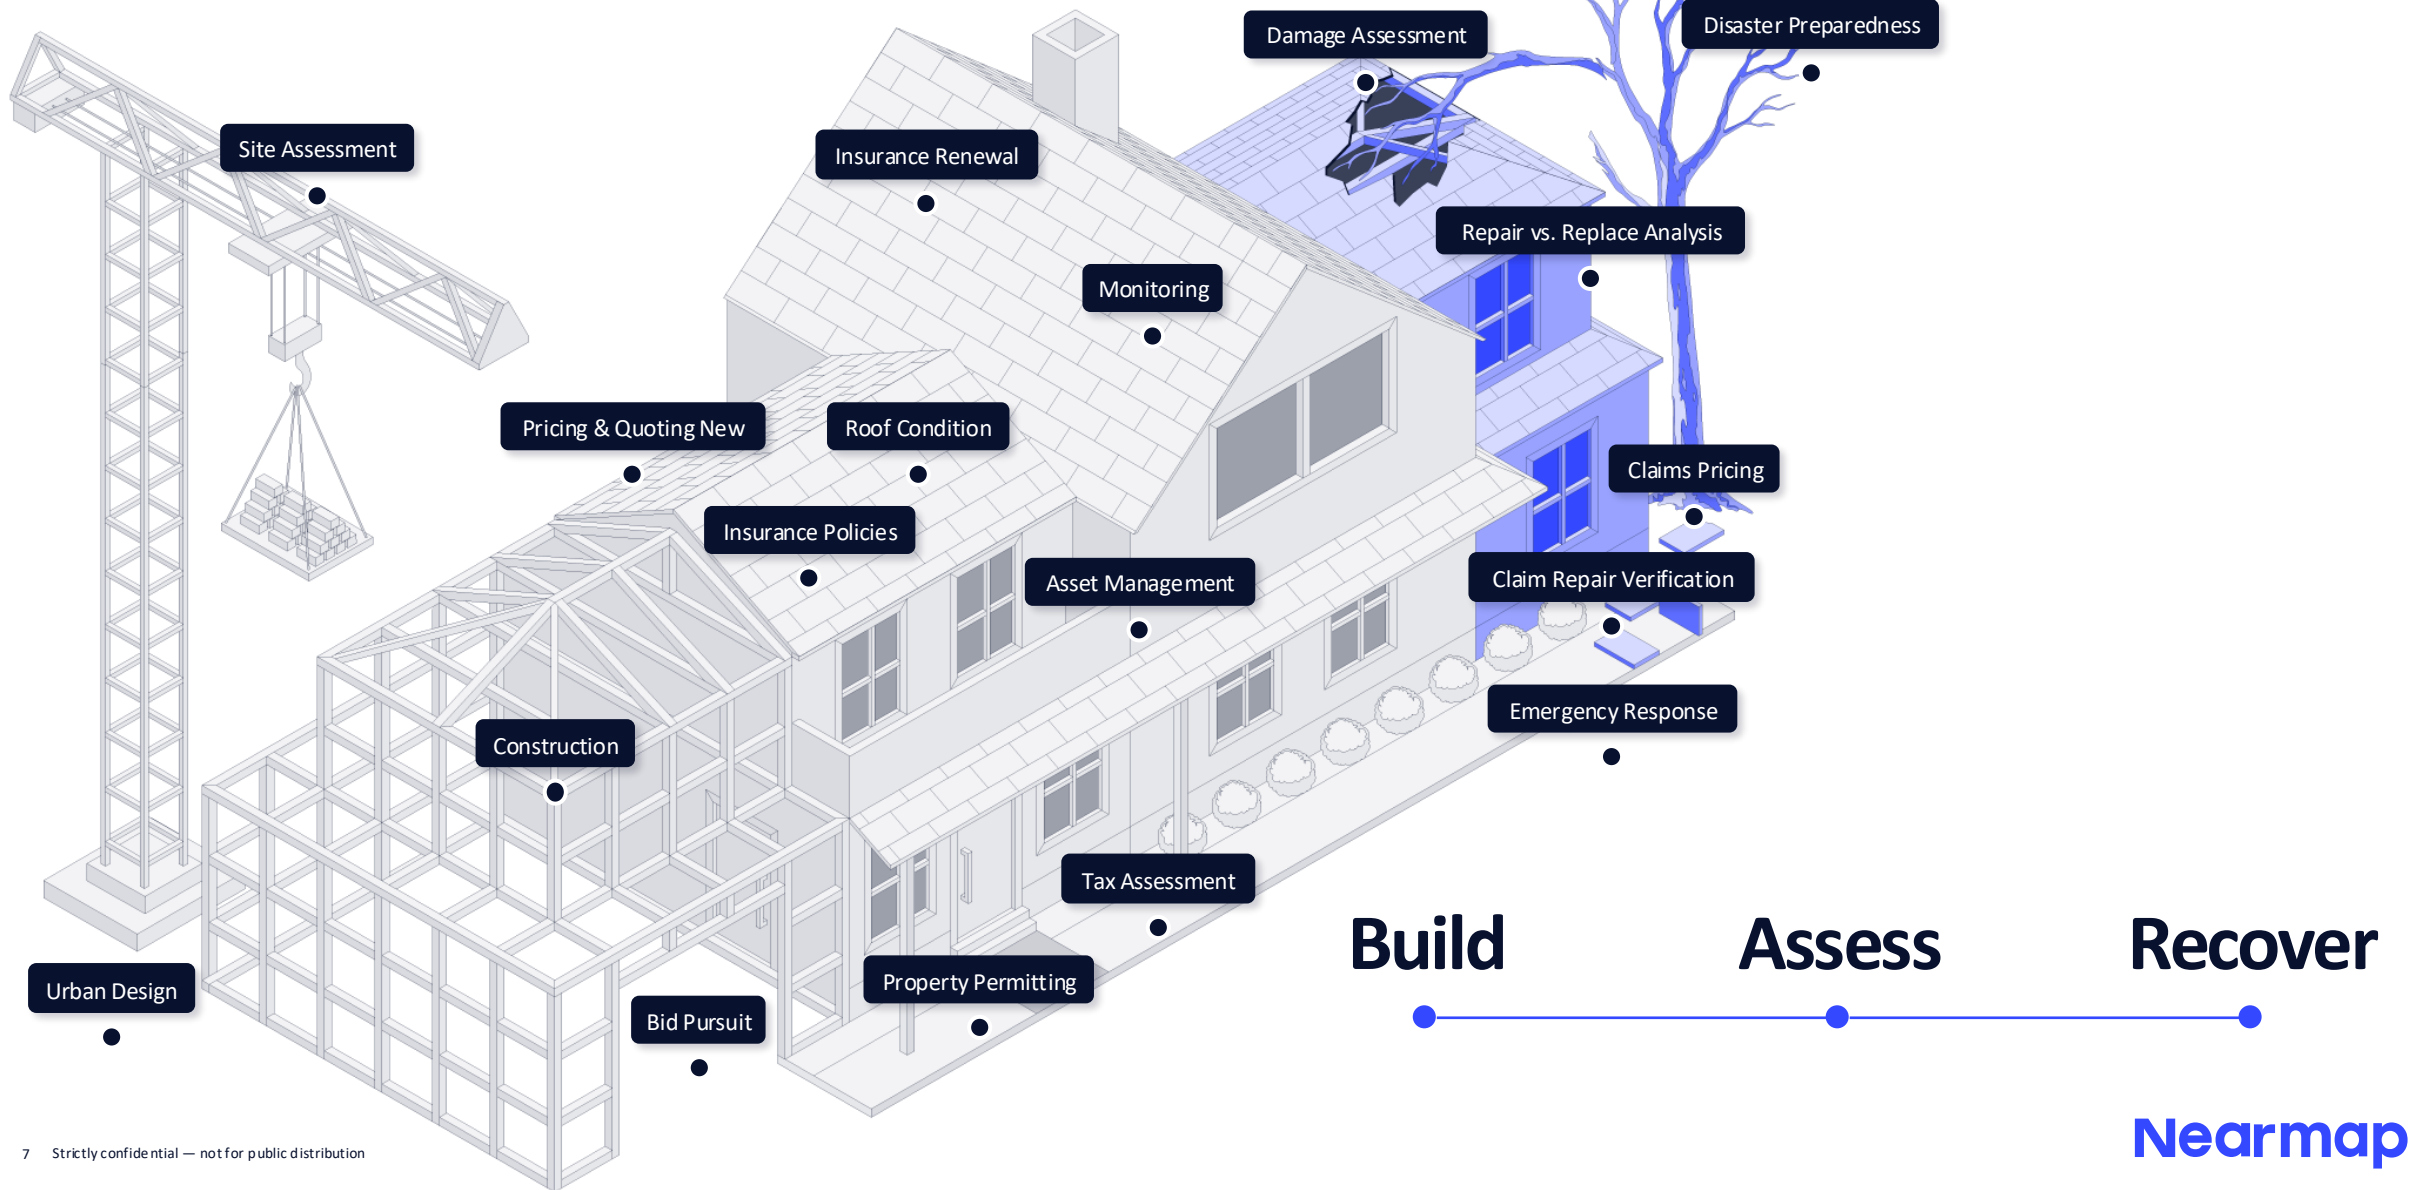 Disaster Preparedness
Damage Assessment
Site Assessment
Insurance Renewal
Repair vs. Replace Analysis
Monitoring
Pricing & Quoting New
Roof Condition
Claims Pricing
Insurance Policies
Asset Management
Claim Repair Verification
Emergency Response
Construction
Tax Assessment
Property Permitting
Urban Design
Bid Pursuit
Build
Assess
Recover
7 Strictly confidential — not for public distribution
Nearmap